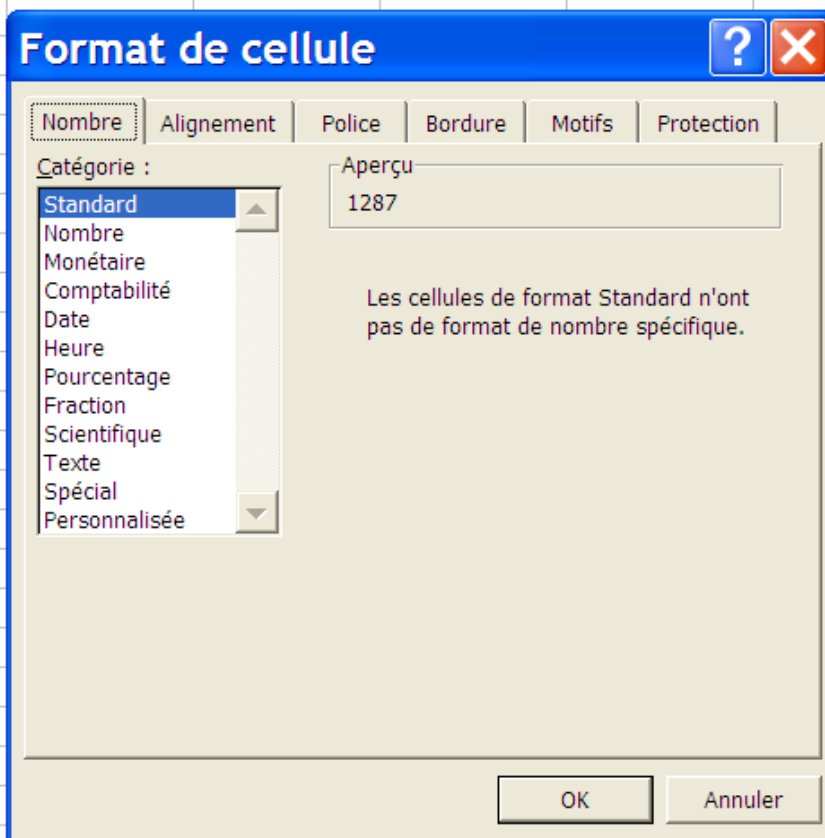 Format de cellule
?
Nombre Alignement Police Bordure Motifs Protection
Catégorie :
Standard
Nombre
Monétaire
Comptabilité
Date
Heure
Pourcentage
Fraction
Scientifique
Texte
Spécial
Personnalisée
Aperçu
1287
Les cellules de format Standard n'ont
pas de format de nombre spécifique.
OK Annuler